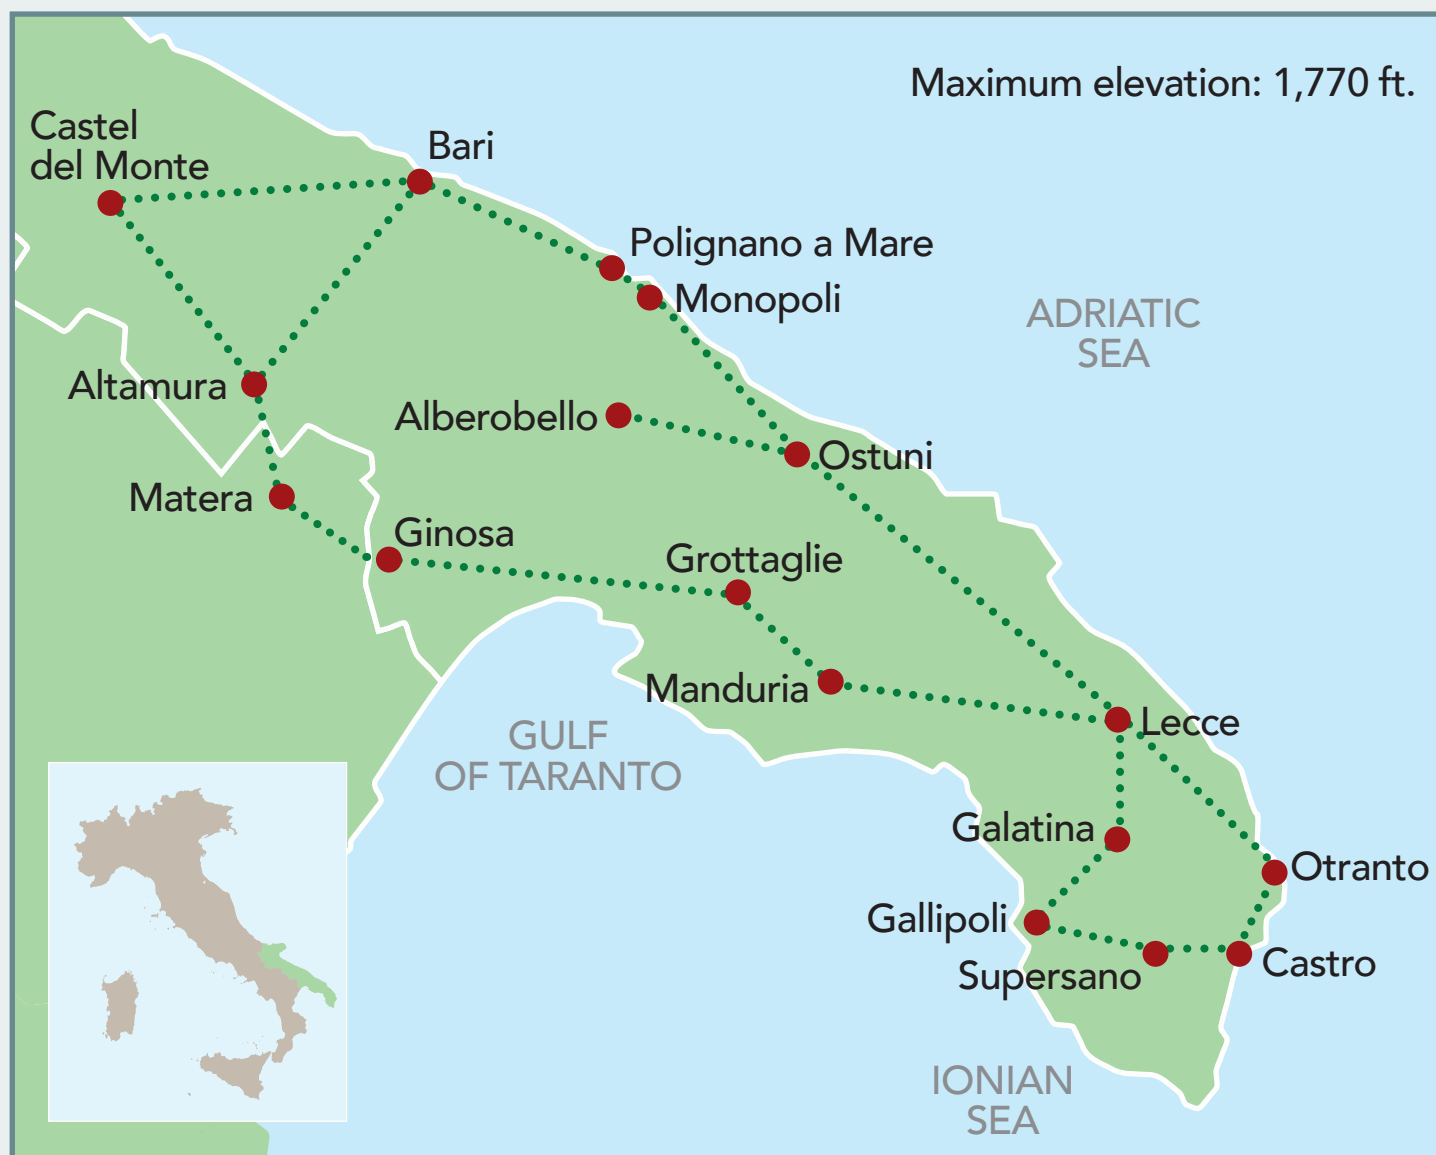 Maximum elevation: 1,770 ft.
Castel
del Monte
Bari
Polignano a Mare
Monopoli
ADRIATIC
SEA
Altamura
Alberobello
Ostuni
Matera
Ginosa
Grottaglie
Manduria
Lecce
GULF
OF TARANTO
Galatina
Otranto
Gallipoli
Supersano
Castro
IONIAN
SEA